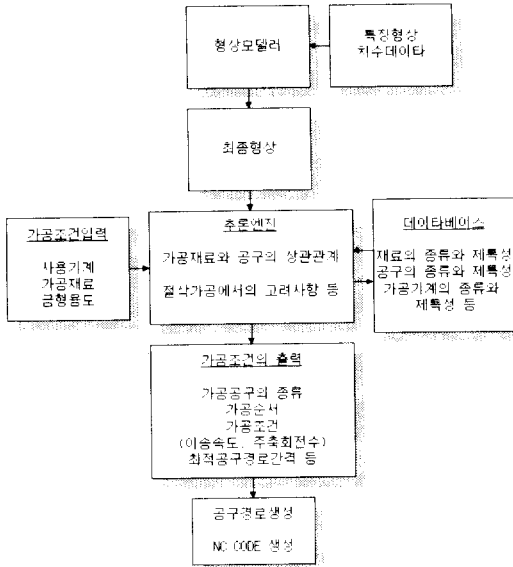 형상모델러
특징형상
치수데이타
최종형상
가공조건입력
사용기계
가공재료
금형용도
추론엔진
가공재료와 공구의 상관관계
절삭가공에서의 고려사항 등
데이타베이스
재료의 종류와 제특성
공구의 종류와 제특성
가공기계의 종류와
제특성 등
가공조건의 출력
가공공구의 종류
가공순서
가공조건
(이송속도, 주축회전수)
최적공구경로간격 등
공구경로생성
NC CODE 생성